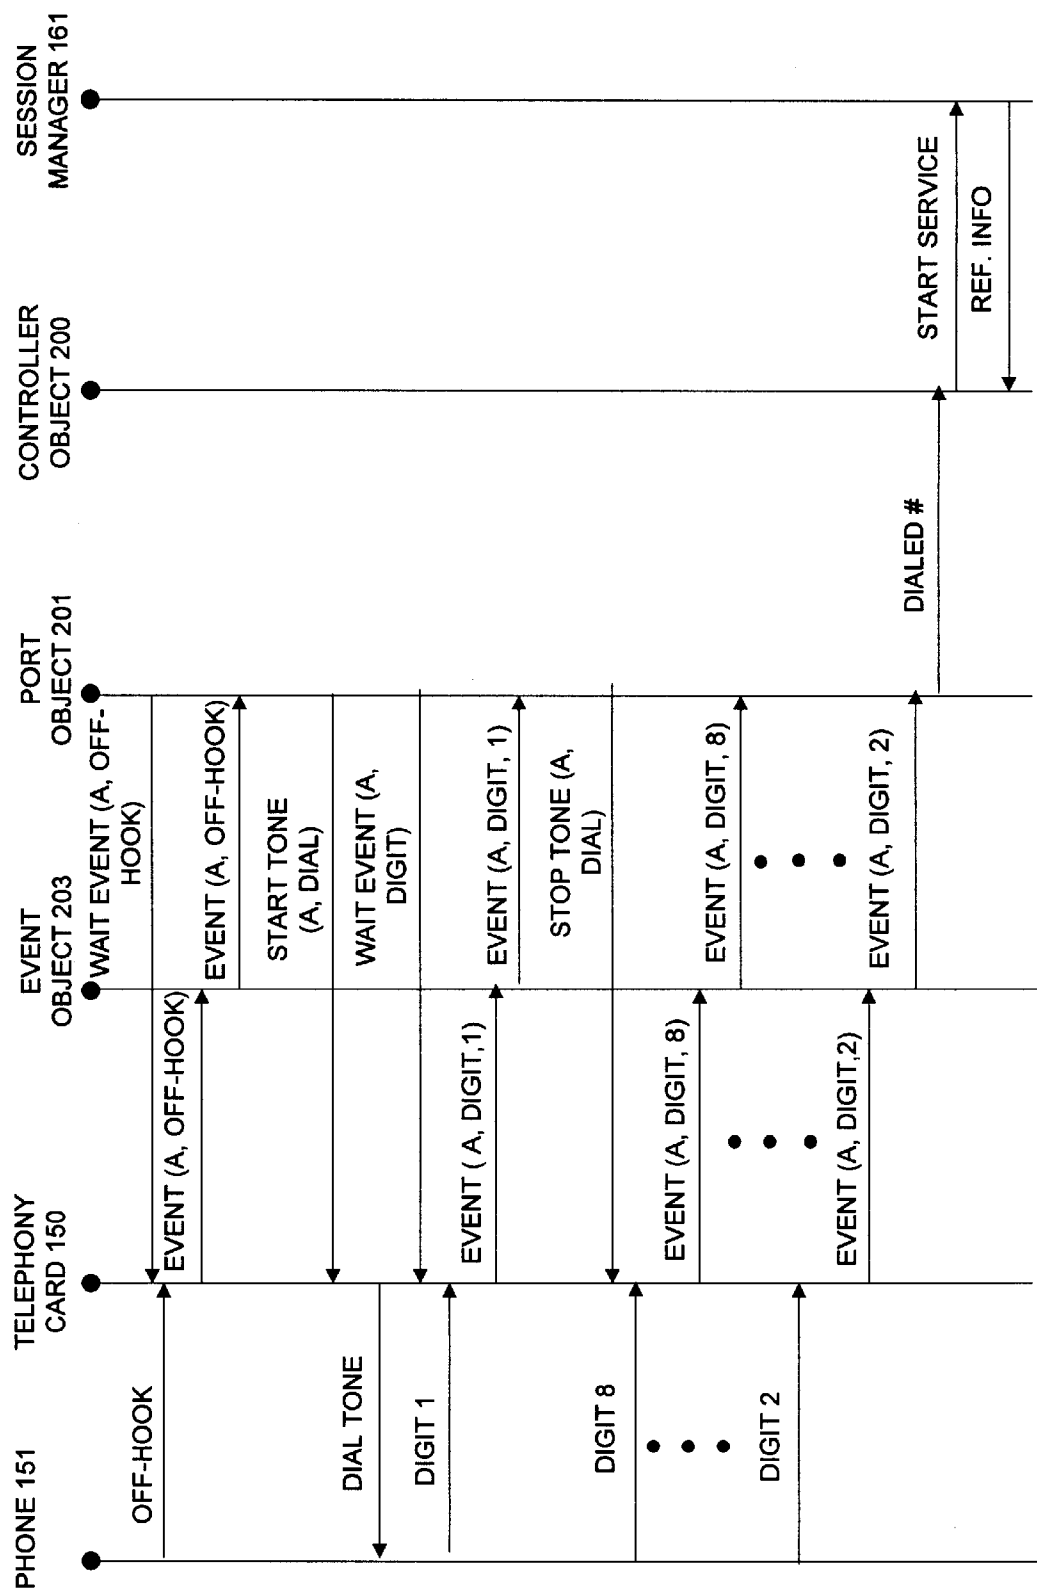 PHONE 151
TELEPHONY
CARD 150
EVENT
OBJECT 203
PORT
OBJECT 201
CONTROLLER
OBJECT 200
SESSION
MANAGER 161
WAIT EVENT (A, OFF-
HOOK)
OFF-HOOK
EVENT (A, OFF-HOOK)
EVENT (A, OFF-HOOK)
START TONE
(A, DIAL)
DIAL TONE
WAIT EVENT (A,
DIGIT)
DIGIT 1
EVENT ( A, DIGIT,1)
EVENT (A, DIGIT, 1)
STOP TONE (A,
DIAL)
DIGIT 8
EVENT (A, DIGIT, 8)
EVENT (A, DIGIT, 8)
DIGIT 2
EVENT (A, DIGIT,2)
EVENT (A, DIGIT, 2)
DIALED #
START SERVICE
REF. INFO